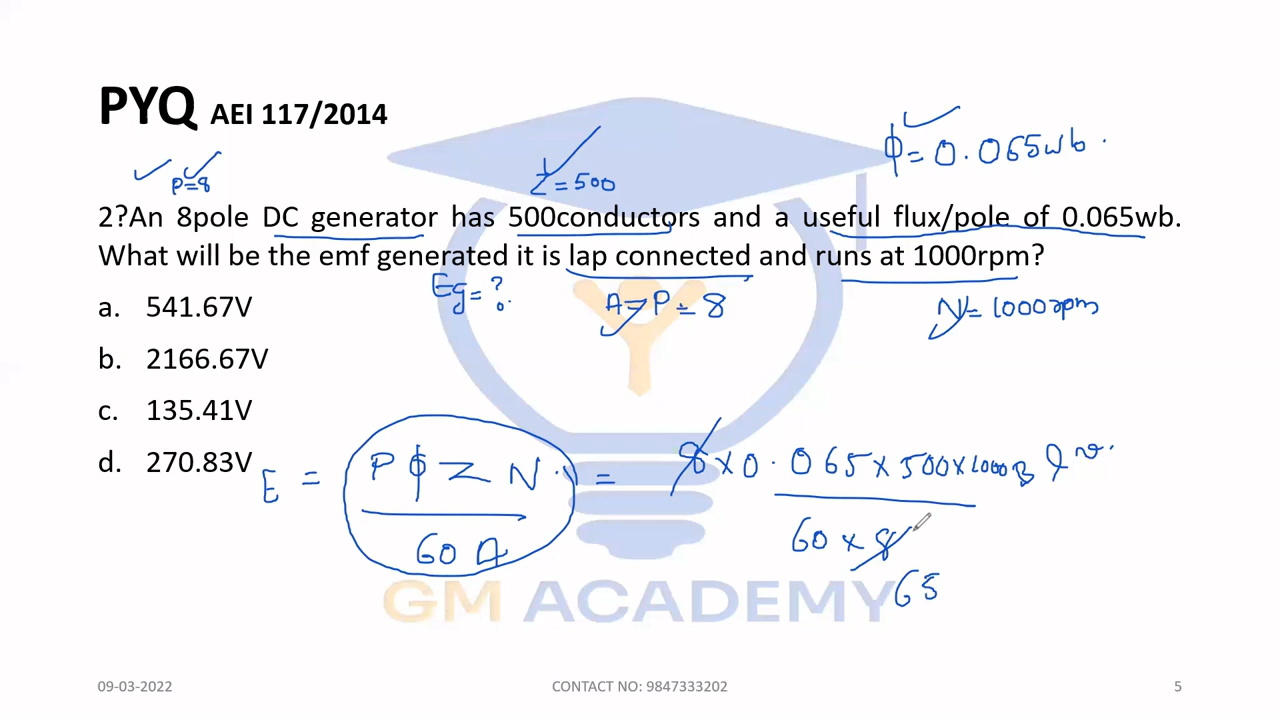 PYQ AEI 117/2014
ϕ = 0.065wb.
P=8
Z=500
2?An 8pole DC generator has 500conductors and a useful flux/pole of 0.065wb.
What will be the emf generated it is lap connected and runs at 1000rpm?
Eg = ?
A=P=8
N=1000rpm
a. 541.67V
b. 2166.67V
c. 135.41V
d. 270.83V
E = PϕZN / 60A = 8×0.065×500×1000 / 60×8
65
GM ACADEMY
09-03-2022
CONTACT NO: 9847333202
5